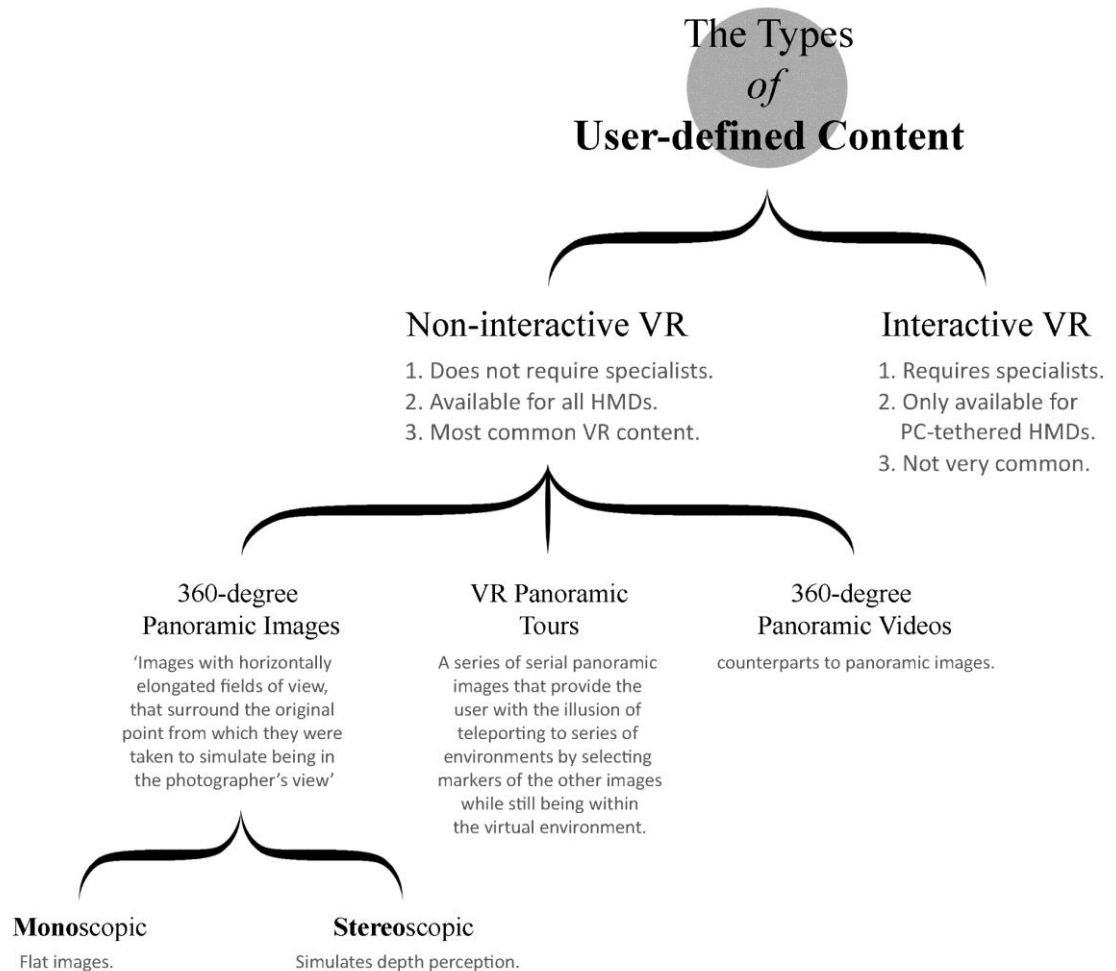 The Types
of
User-defined Content
Non-interactive VR
1. Does not require specialists.
2. Available for all HMDs.
3. Most common VR content.
Interactive VR
1. Requires specialists.
2. Only available for
PC-tethered HMDs.
3. Not very common.
360-degree
Panoramic Images
‘Images with horizontally
elongated fields of view,
that surround the original
point from which they were
taken to simulate being in
the photographer’s view’
VR Panoramic
Tours
A series of serial panoramic
images that provide the
user with the illusion of
teleporting to series of
environments by selecting
markers of the other images
while still being within
the virtual environment.
360-degree
Panoramic Videos
counterparts to panoramic images.
Monoscopic
Flat images.
Stereoscopic
Simulates depth perception.